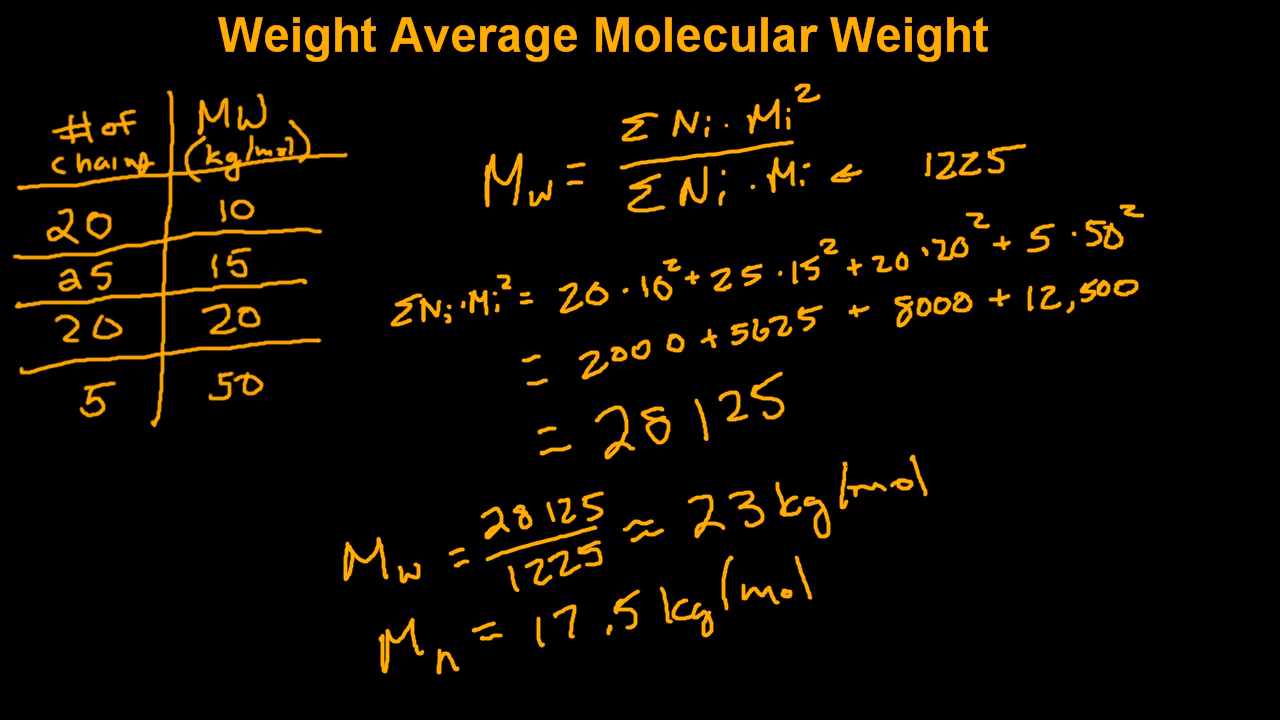 Weight Average Molecular Weight
# of chains | MW (kg/mol)
20 | 10
25 | 15
20 | 20
5 | 50
Mw = Σ Ni · Mi² / Σ Ni · Mi ← 1225
ΣNi·Mi² = 20 · 10² + 25 · 15² + 20 · 20² + 5 · 50²
= 2000 + 5625 + 8000 + 12,500
= 28125
Mw = 28125 / 1225 ≈ 23 kg/mol
Mn = 17.5 kg/mol